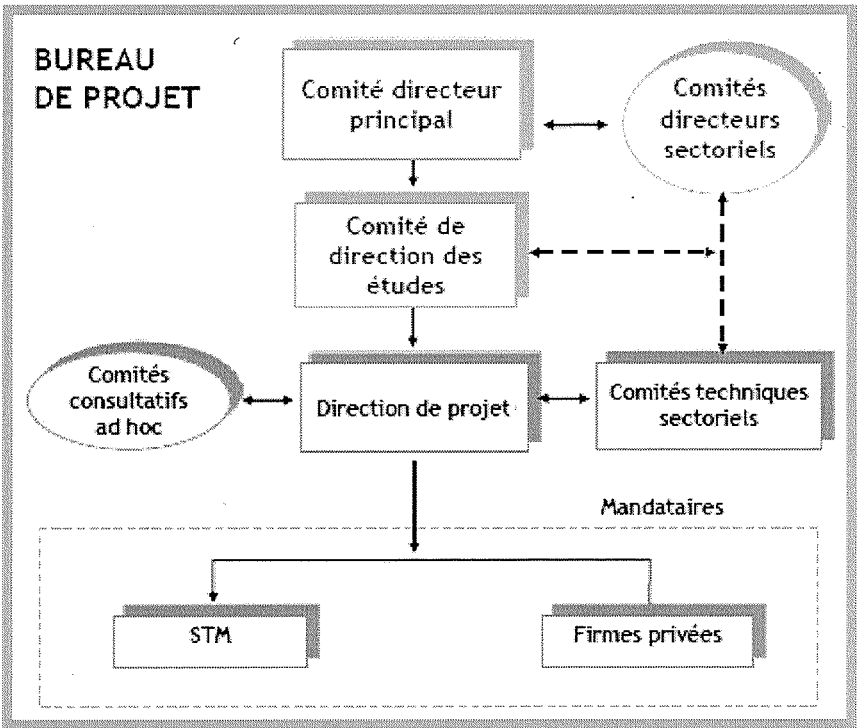 BUREAU
DE PROJET
Comité directeur
principal
Comités
directeurs
sectoriels
Comité de
direction des
études
Comités
consultatifs
ad hoc
Direction de projet
Comités techniques
sectoriels
Mandataires
STM
Firmes privées